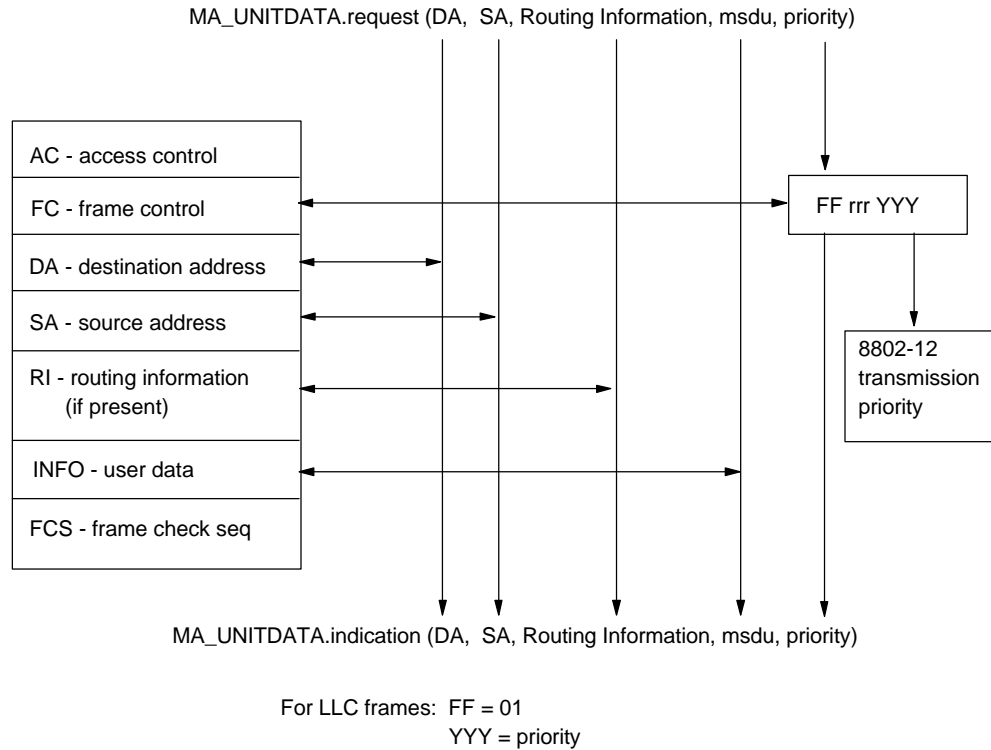 MA_UNITDATA.request (DA, SA, Routing Information, msdu, priority)
AC - access control
FC - frame control
FF rrr YYY
DA - destination address
SA - source address
8802-12
transmission
priority
RI - routing information
(if present)
INFO - user data
FCS - frame check seq
MA_UNITDATA.indication (DA, SA, Routing Information, msdu, priority)
For LLC frames: FF = 01
YYY = priority